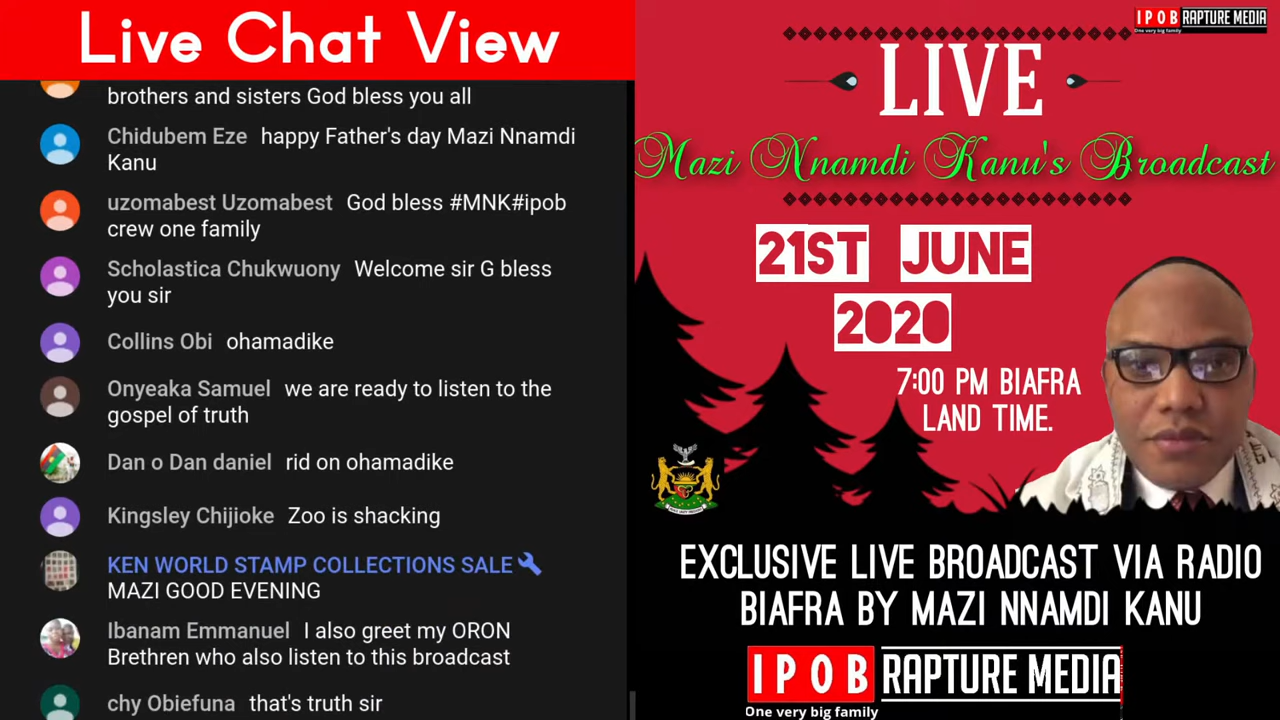 Live Chat View
brothers and sisters God bless you all
Chidubem Eze happy Father's day Mazi Nnamdi
Kanu
uzomabest Uzomabest God bless #MNK#ipob
crew one family
Scholastica Chukwuony Welcome sir G bless
you sir
Collins Obi ohamadike
Onyeaka Samuel we are ready to listen to the
gospel of truth
Dan o Dan daniel rid on ohamadike
Kingsley Chijioke Zoo is shacking
KEN WORLD STAMP COLLECTIONS SALE
MAZI GOOD EVENING
Ibanam Emmanuel I also greet my ORON
Brethren who also listen to this broadcast
chy Obiefuna that's truth sir
IPOB RAPTURE MEDIA
One very big family
LIVE
Mazi Nnamdi Kanu's Broadcast
21ST JUNE
2020
7:00 PM BIAFRA
LAND TIME.
EXCLUSIVE LIVE BROADCAST VIA RADIO
BIAFRA BY MAZI NNAMDI KANU
IPOB RAPTURE MEDIA
One very big family